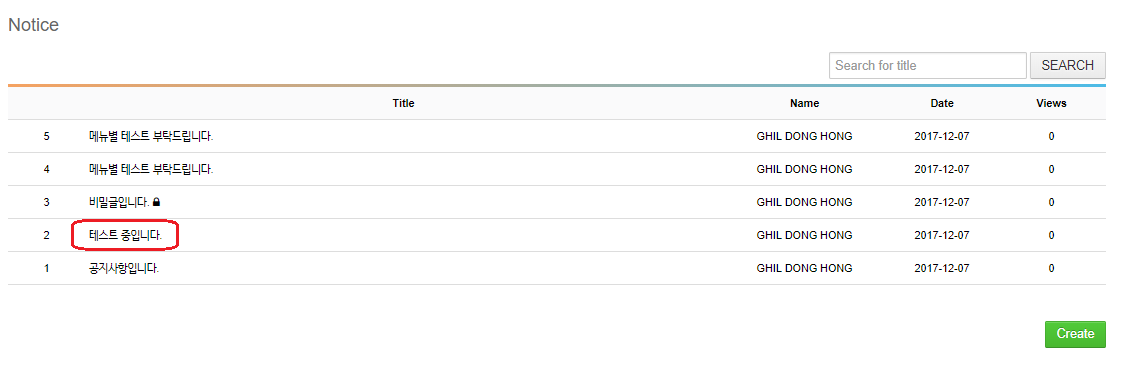 Notice
Search for title SEARCH
Title Name Date Views
5 메뉴별 테스트 부탁드립니다. GHIL DONG HONG 2017-12-07 0
4 메뉴별 테스트 부탁드립니다. GHIL DONG HONG 2017-12-07 0
3 비밀글입니다. GHIL DONG HONG 2017-12-07 0
2 테스트 중입니다. GHIL DONG HONG 2017-12-07 0
1 공지사항입니다. GHIL DONG HONG 2017-12-07 0
Create